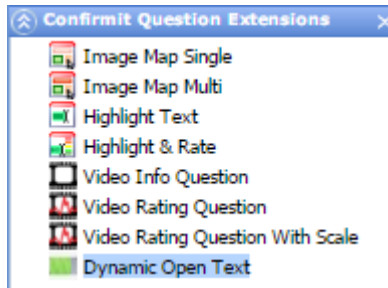 Confirmit Question Extensions
Image Map Single
Image Map Multi
Highlight Text
Highlight & Rate
Video Info Question
Video Rating Question
Video Rating Question With Scale
Dynamic Open Text